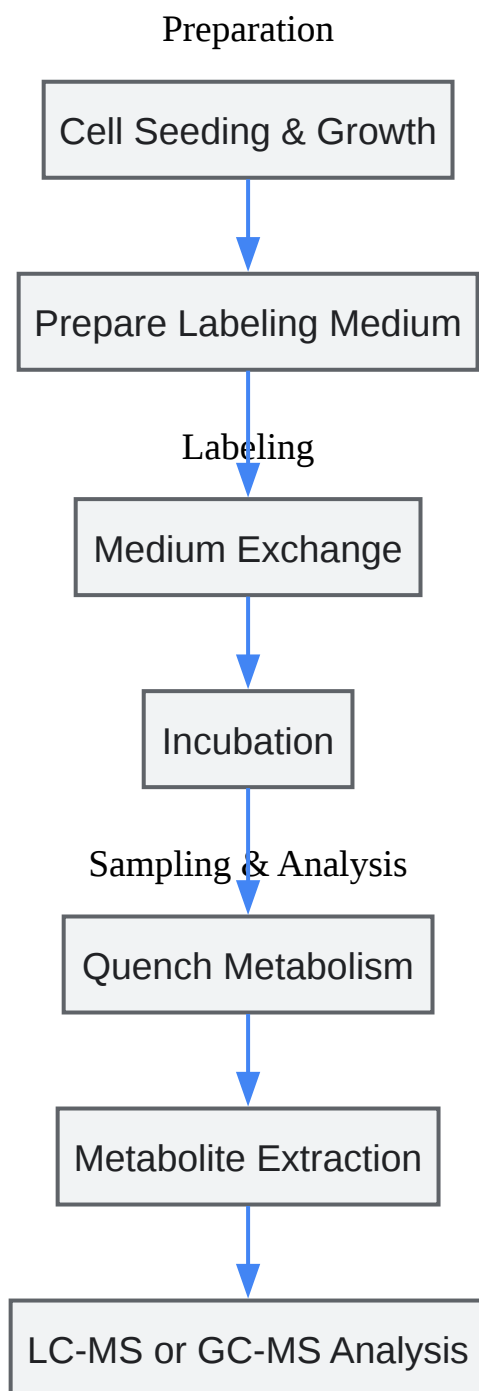 Preparation
Cell Seeding & Growth
Prepare Labeling Medium
Labeling
Medium Exchange
Incubation
Sampling & Analysis
Quench Metabolism
Metabolite Extraction
LC-MS or GC-MS Analysis